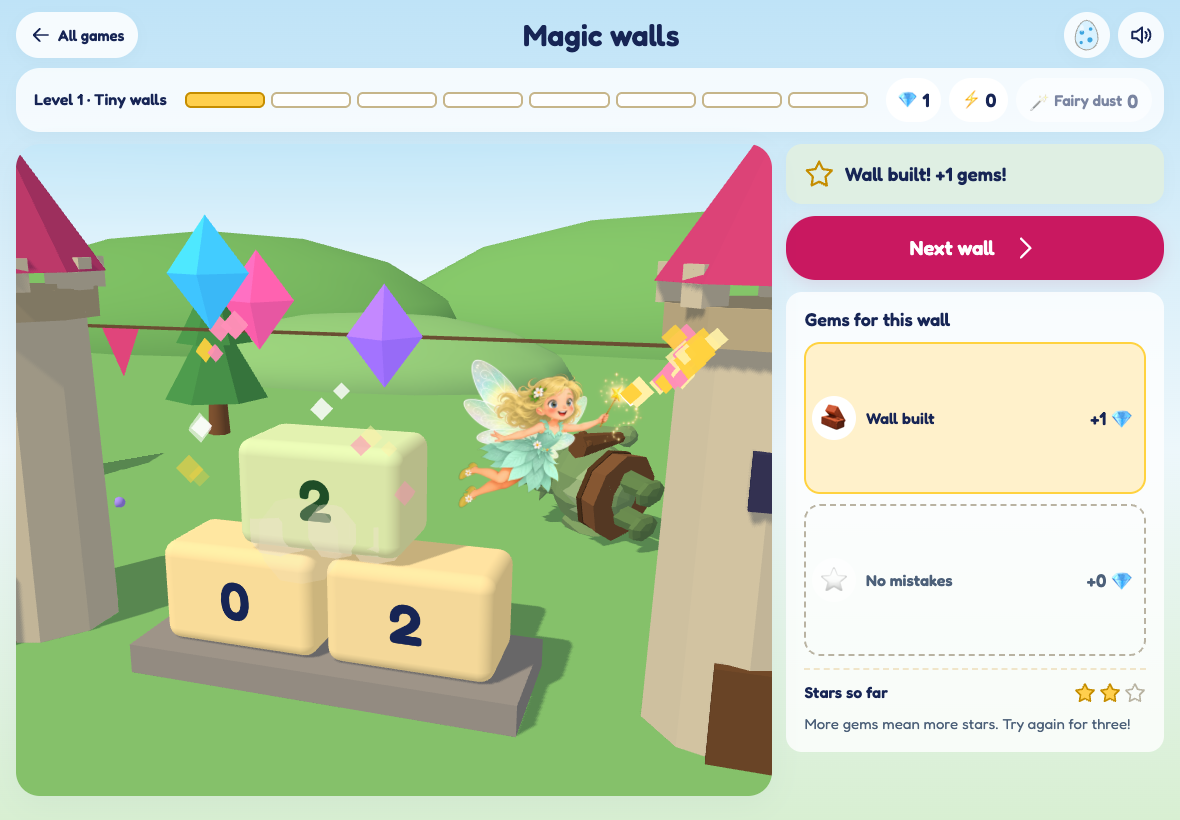 All games
Magic walls
Level 1 · Tiny walls
1
0
Fairy dust 0
Wall built! +1 gems!
Next wall
Gems for this wall
Wall built
+1
No mistakes
+0
Stars so far
More gems mean more stars. Try again for three!
2
0
2